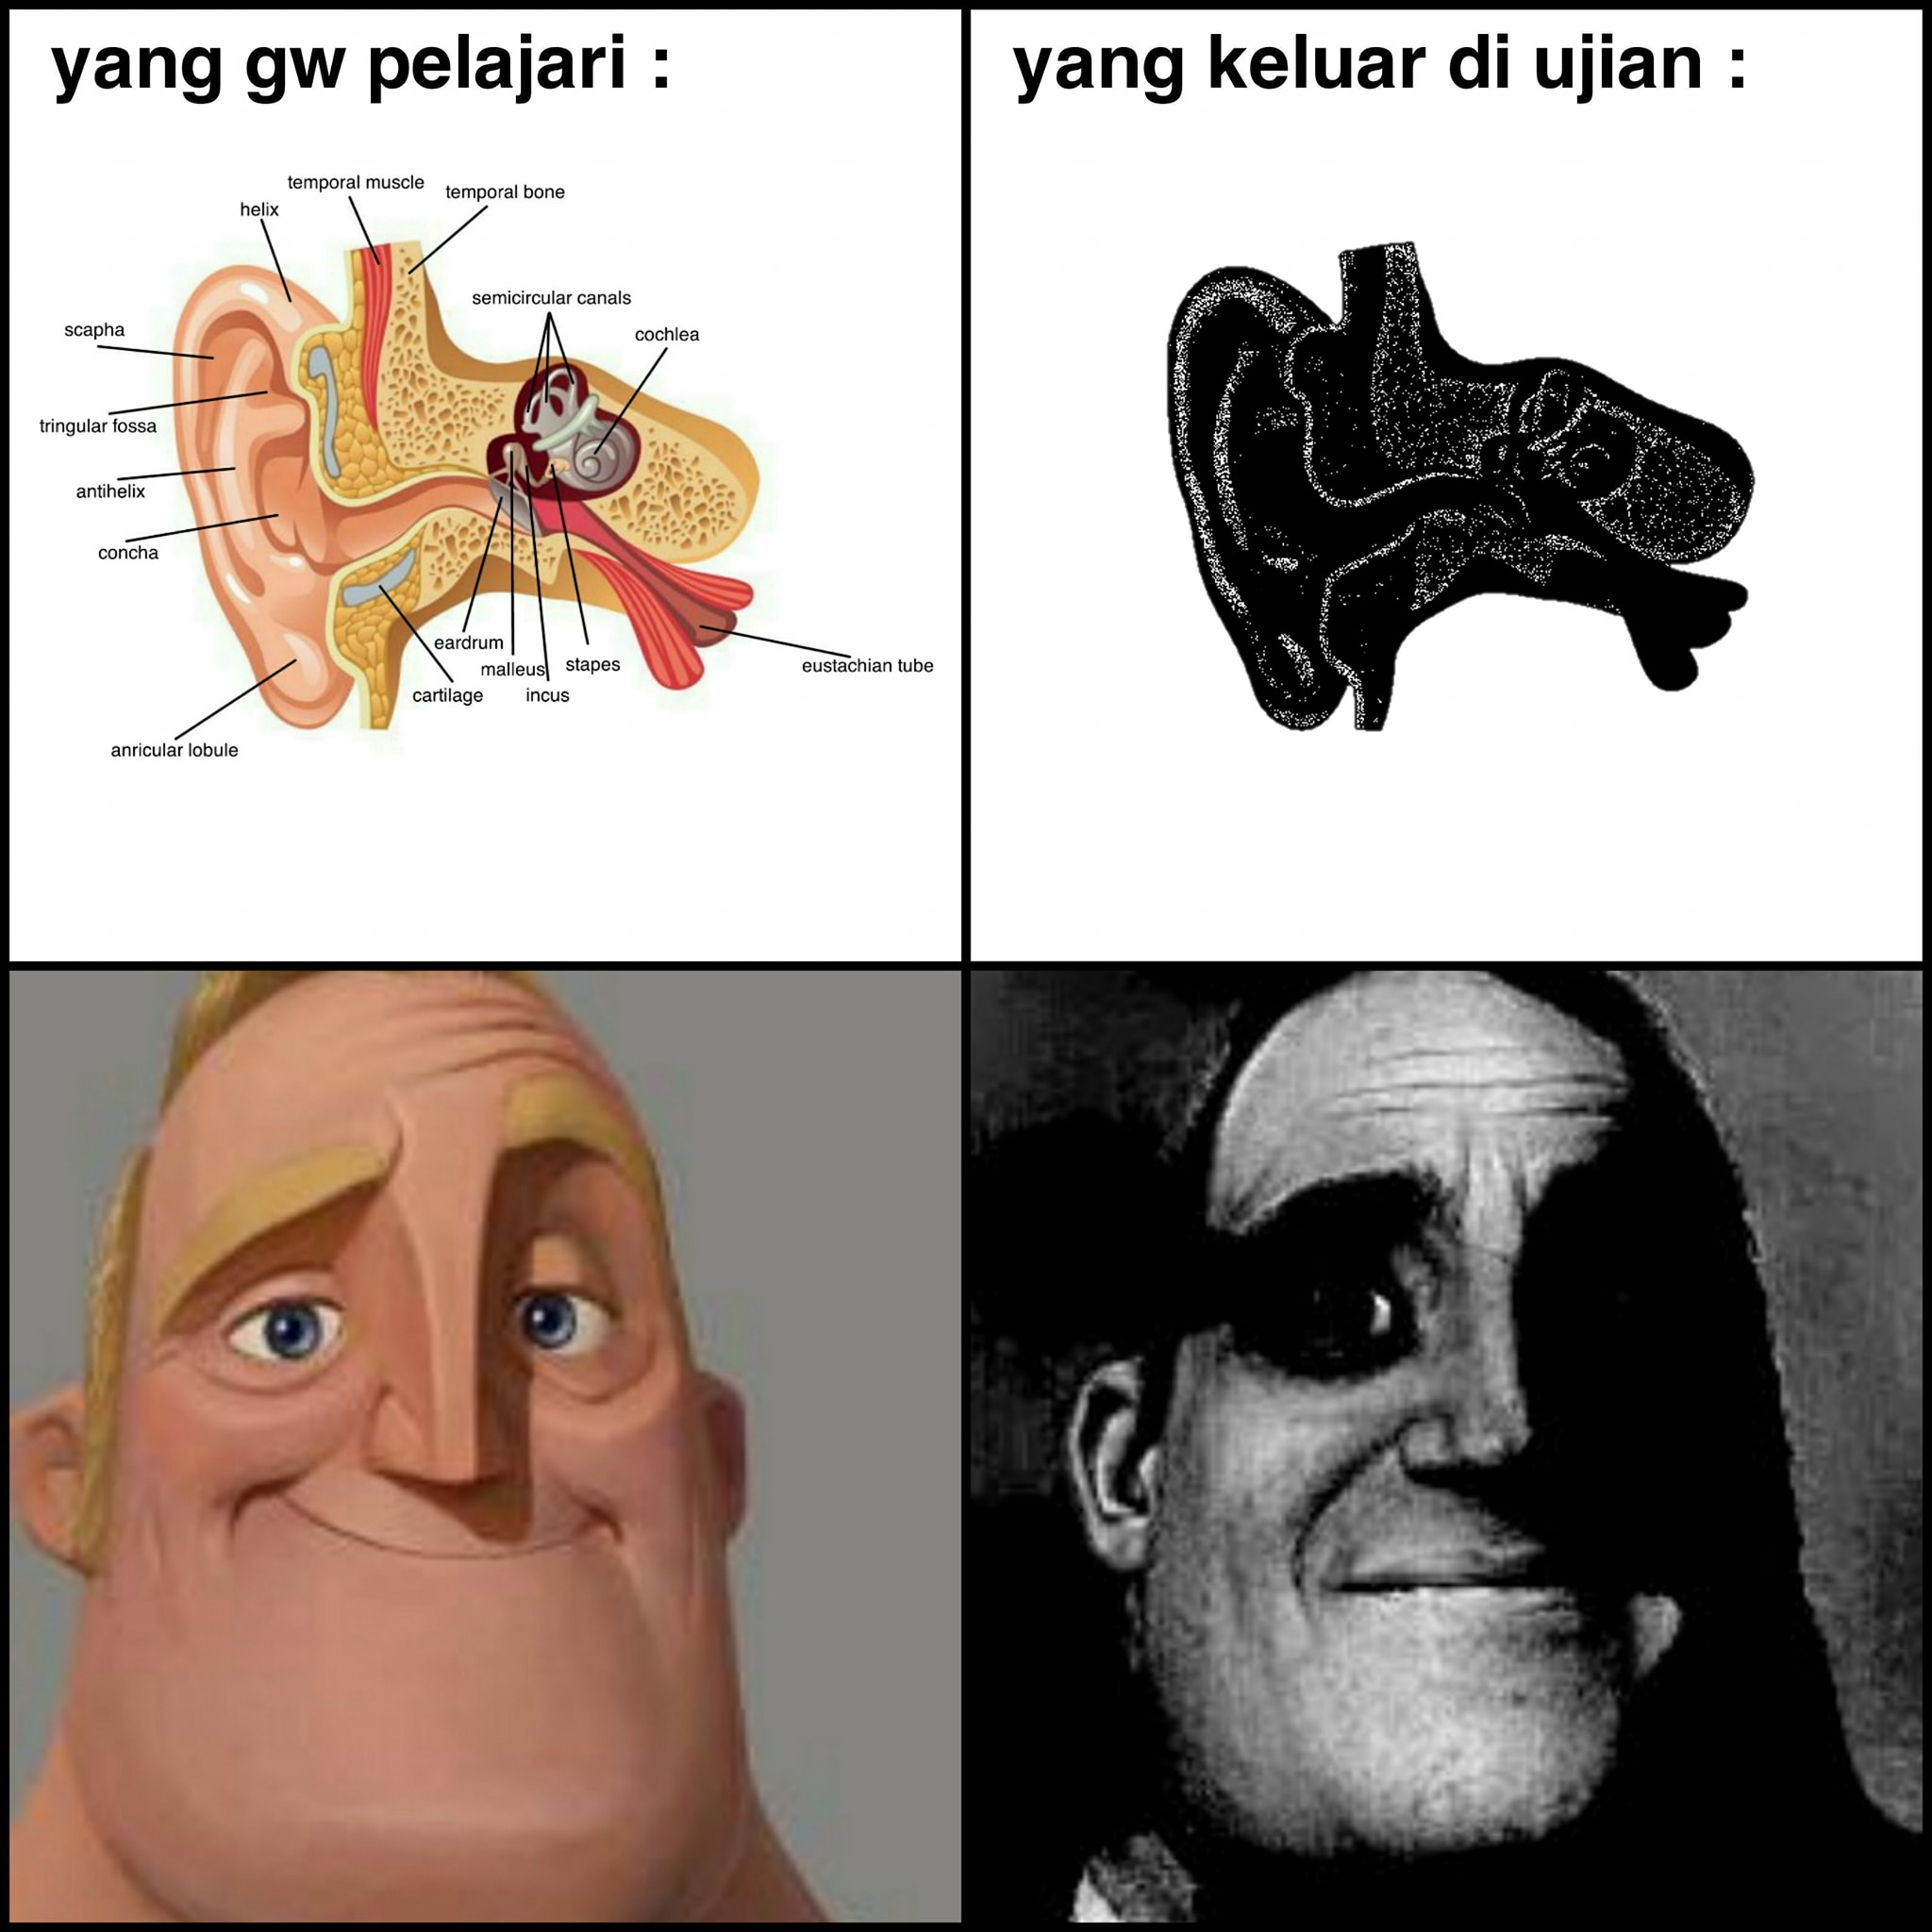 yang gw pelajari :
yang keluar di ujian :
temporal muscle
temporal bone
helix
semicircular canals
scapha
cochlea
tringular fossa
antihelix
concha
eardrum
malleus
stapes
eustachian tube
cartilage
incus
anricular lobule